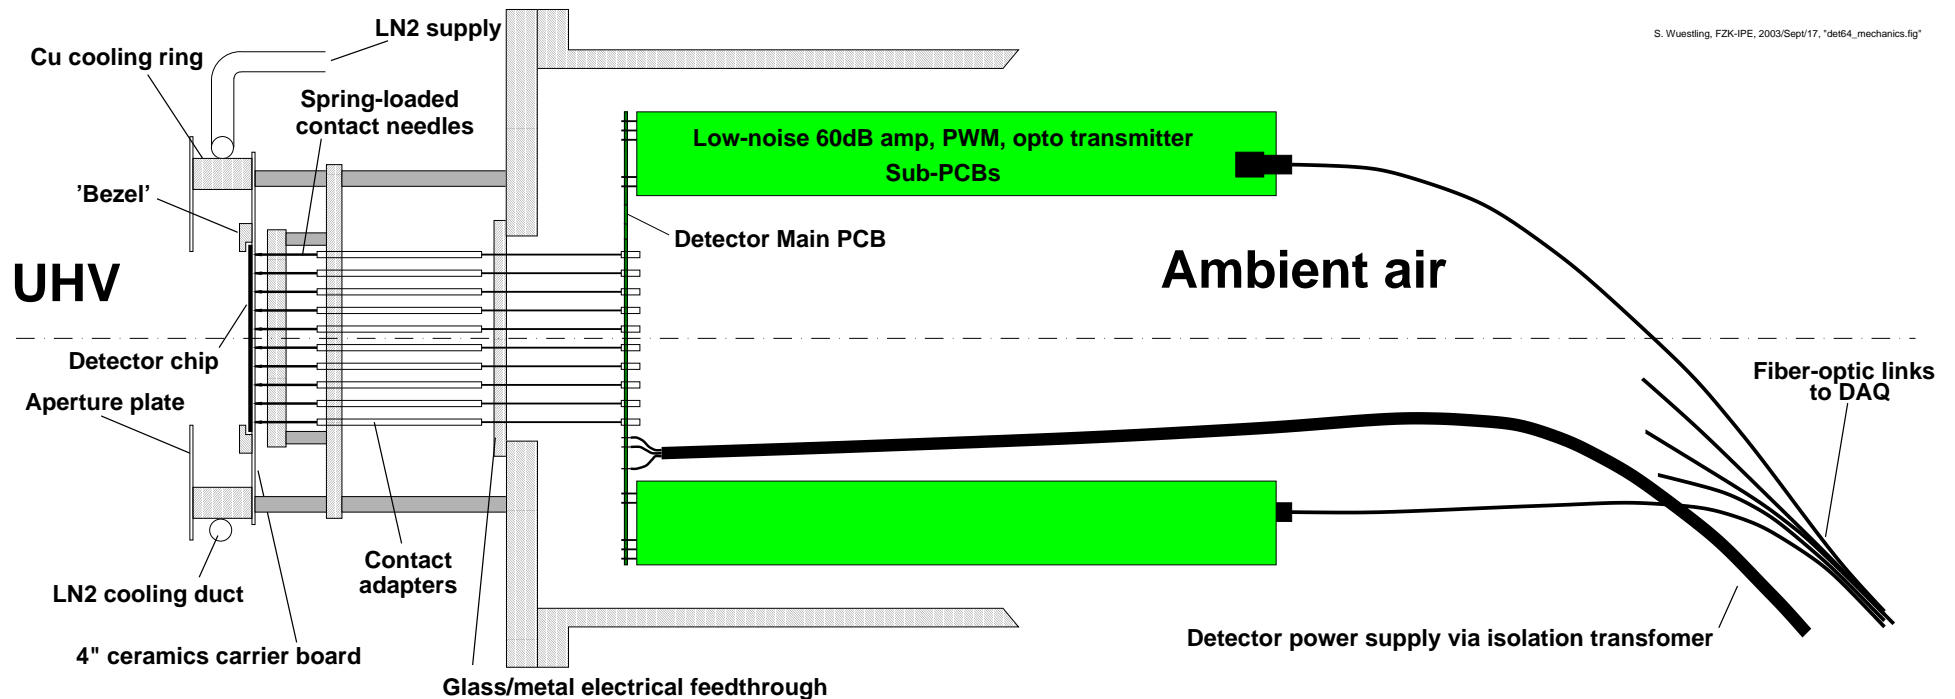 S. Wuestling, FZK-IPE, 2003/Sept/17, "det64_mechanics.fig"
LN2 supply
Cu cooling ring
Spring-loaded
contact needles
Low-noise 60dB amp, PWM, opto transmitter
Sub-PCBs
'Bezel'
Detector Main PCB
UHV
Ambient air
Detector chip
Aperture plate
Fiber-optic links
to DAQ
Contact
adapters
LN2 cooling duct
4" ceramics carrier board
Detector power supply via isolation transfomer
Glass/metal electrical feedthrough